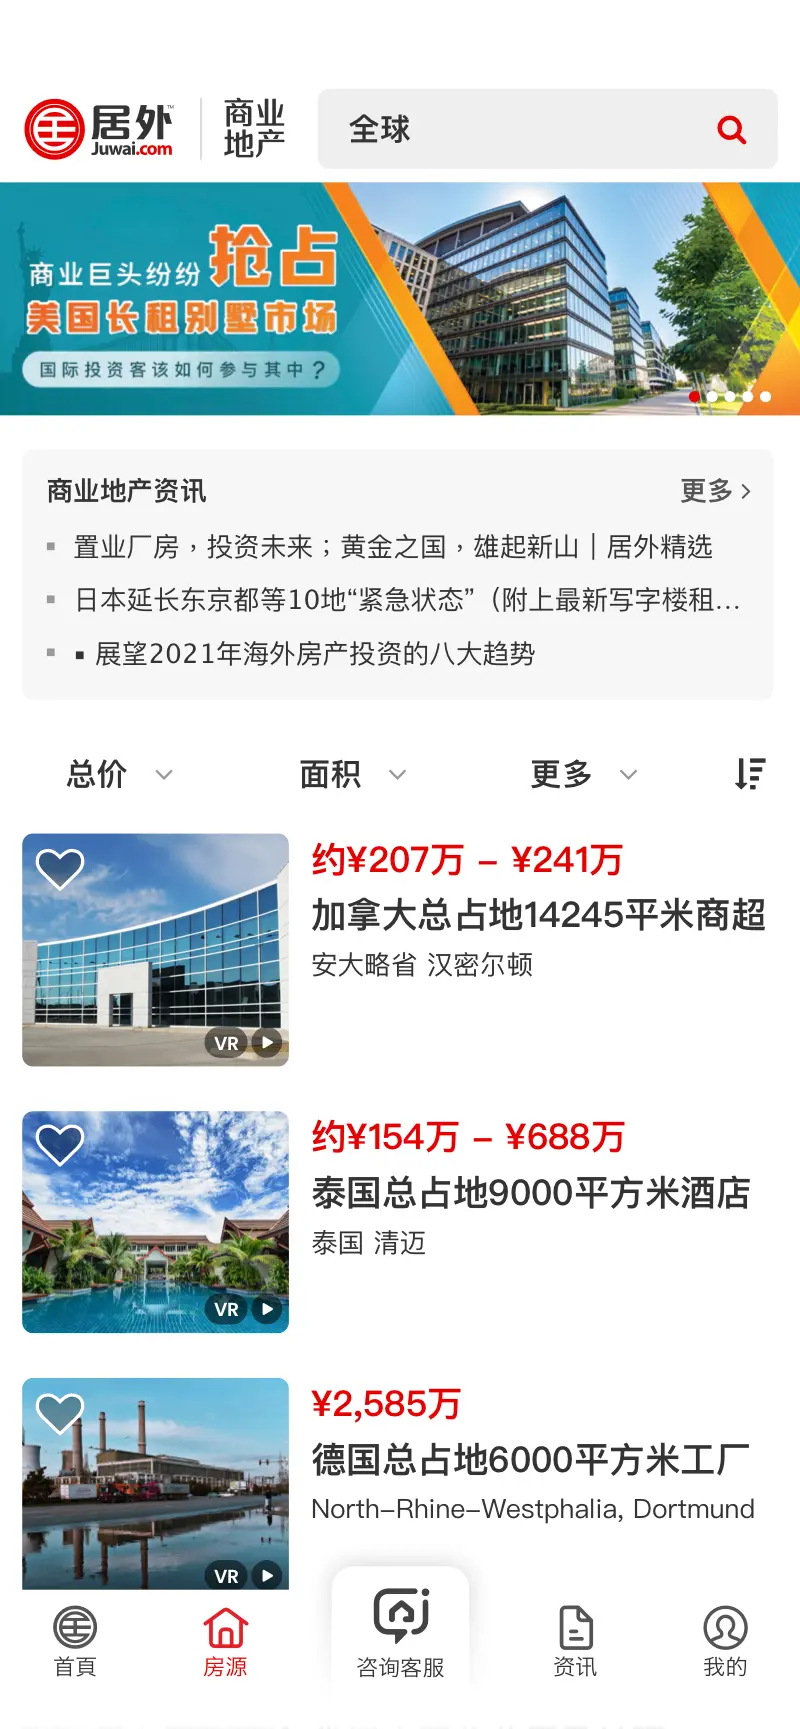 居外™
Juwai.com
商业
地产
全球
商业巨头纷纷抢占
美国长租别墅市场
国际投资客该如何参与其中？
商业地产资讯
更多
置业厂房，投资未来；黄金之国，雄起新山｜居外精选
日本延长东京都等10地“紧急状态”（附上最新写字楼租...
▪ 展望2021年海外房产投资的八大趋势
总价
面积
更多
约¥207万 – ¥241万
加拿大总占地14245平米商超
安大略省 汉密尔顿
VR
约¥154万 – ¥688万
泰国总占地9000平方米酒店
泰国 清迈
VR
¥2,585万
德国总占地6000平方米工厂
North–Rhine–Westphalia, Dortmund
VR
首頁
房源
咨询客服
资讯
我的